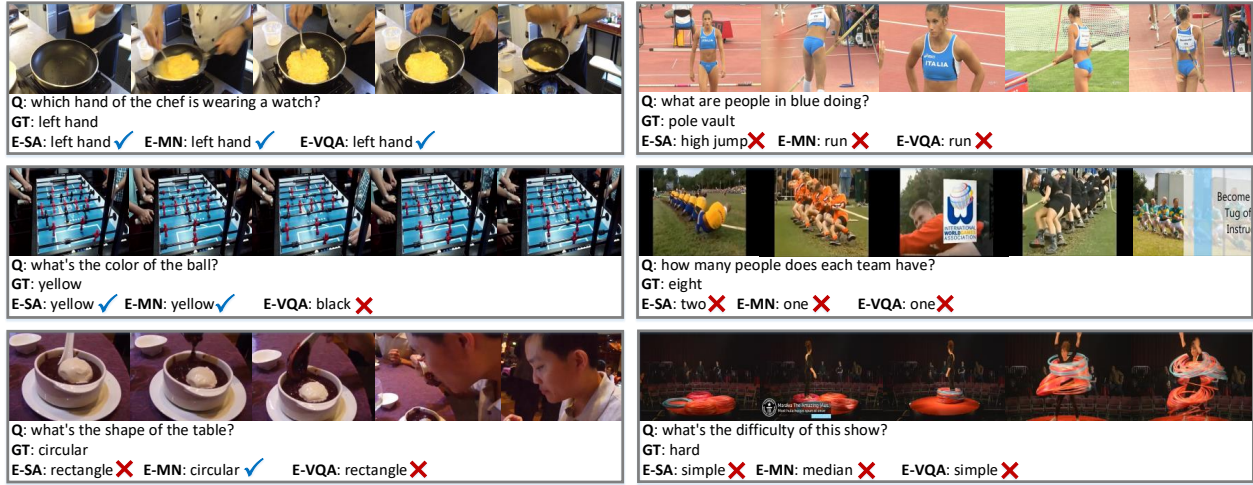 Q: which hand of the chef is wearing a watch?
GT: left hand
E-SA: left hand E-MN: left hand E-VQA: left hand
ITALIA
ITALIA
Q: what are people in blue doing?
GT: pole vault
E-SA: high jump E-MN: run E-VQA: run
Q: what's the color of the ball?
GT: yellow
E-SA: yellow E-MN: yellow E-VQA: black
INTERNATIONAL
WORLD GAMES
ASSOCIATION
Become
Tug of
Instru
Q: how many people does each team have?
GT: eight
E-SA: two E-MN: one E-VQA: one
Q: what's the shape of the table?
GT: circular
E-SA: rectangle E-MN: circular E-VQA: rectangle
Q: what's the difficulty of this show?
GT: hard
E-SA: simple E-MN: median E-VQA: simple